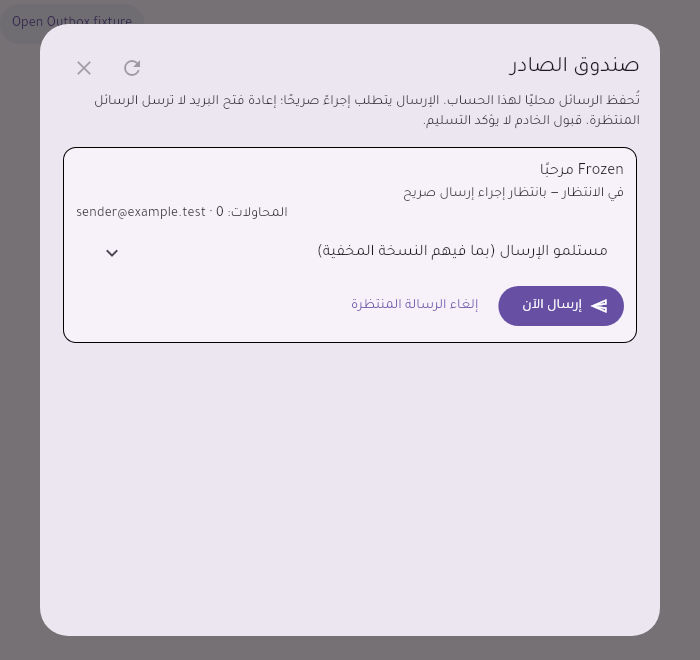 Open Outbox fixture
صندوق الصادر
تُحفظ الرسائل محليًا لهذا الحساب. الإرسال يتطلب إجراءً صريحًا؛ إعادة فتح البريد لا ترسل الرسائل
المنتظرة. قبول الخادم لا يؤكد التسليم.
Frozen مرحبًا
في الانتظار – بانتظار إجراء إرسال صريح
sender@example.test · المحاولات: 0
مستلمو الإرسال (بما فيهم النسخة المخفية)
إرسال الآن
إلغاء الرسالة المنتظرة